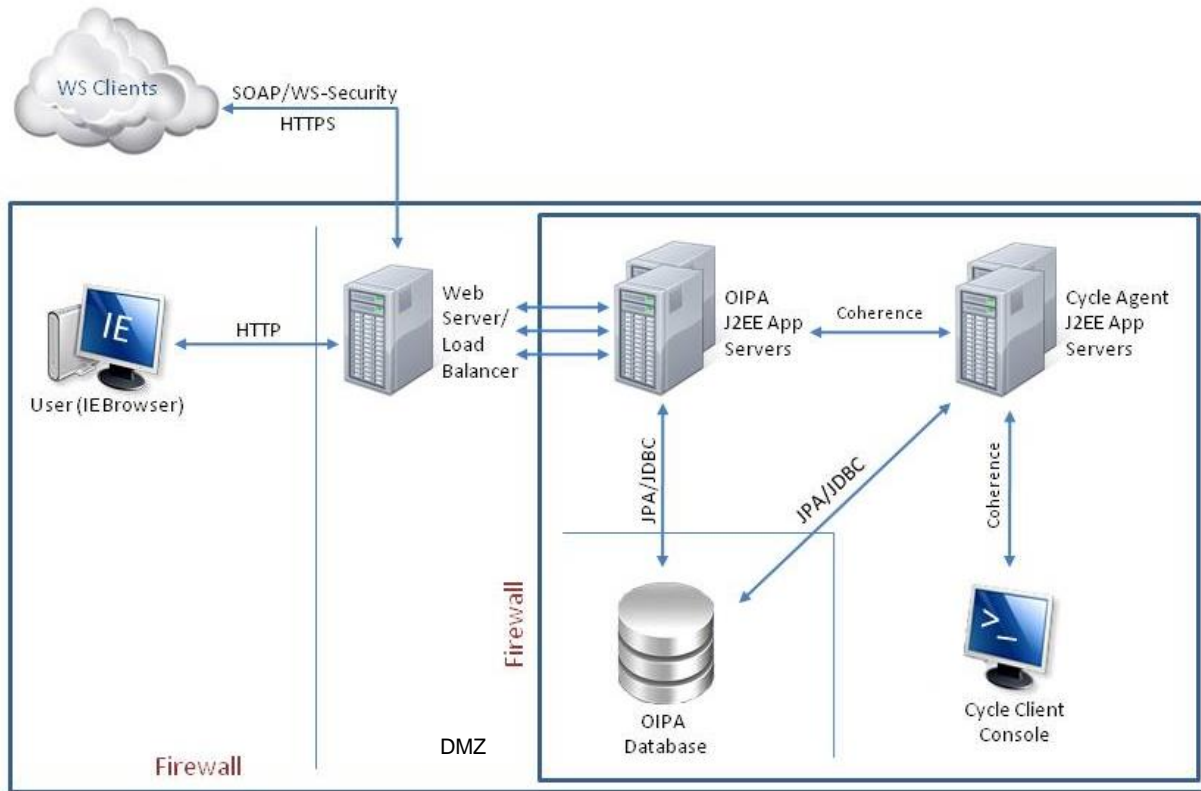 WS Clients
SOAP/WS-Security
HTTPS
IE
HTTP
User (IEBrowser)
Web
Server/
Load
Balancer
OIPA
J2EE App
Servers
Coherence
Cycle Agent
J2EE App
Servers
JPA/JDBC
JPA/JDBC
Coherence
>_
Firewall
OIPA
Database
Cycle Client
Console
DMZ
Firewall